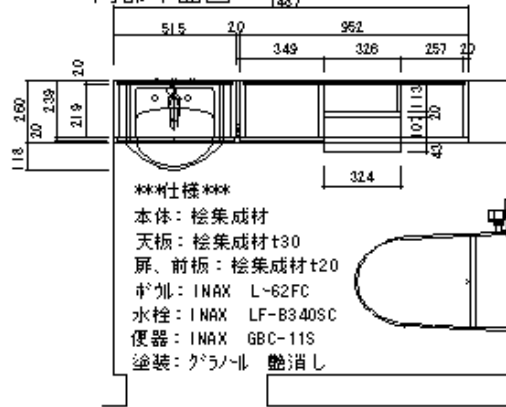 1487
515 20 952
349 326 257 20
20
260 239 219 20
118
113 20 107 43
324
***仕様***
本体：桧集成材
天板：桧集成材t30
扉、前板：桧集成材t20
ﾎﾞｳﾙ：INAX L-62FC
水栓：INAX LF-B340SC
便器：INAX GBC-11S
塗装：ｸﾞﾗﾉｰﾙ 艶消し